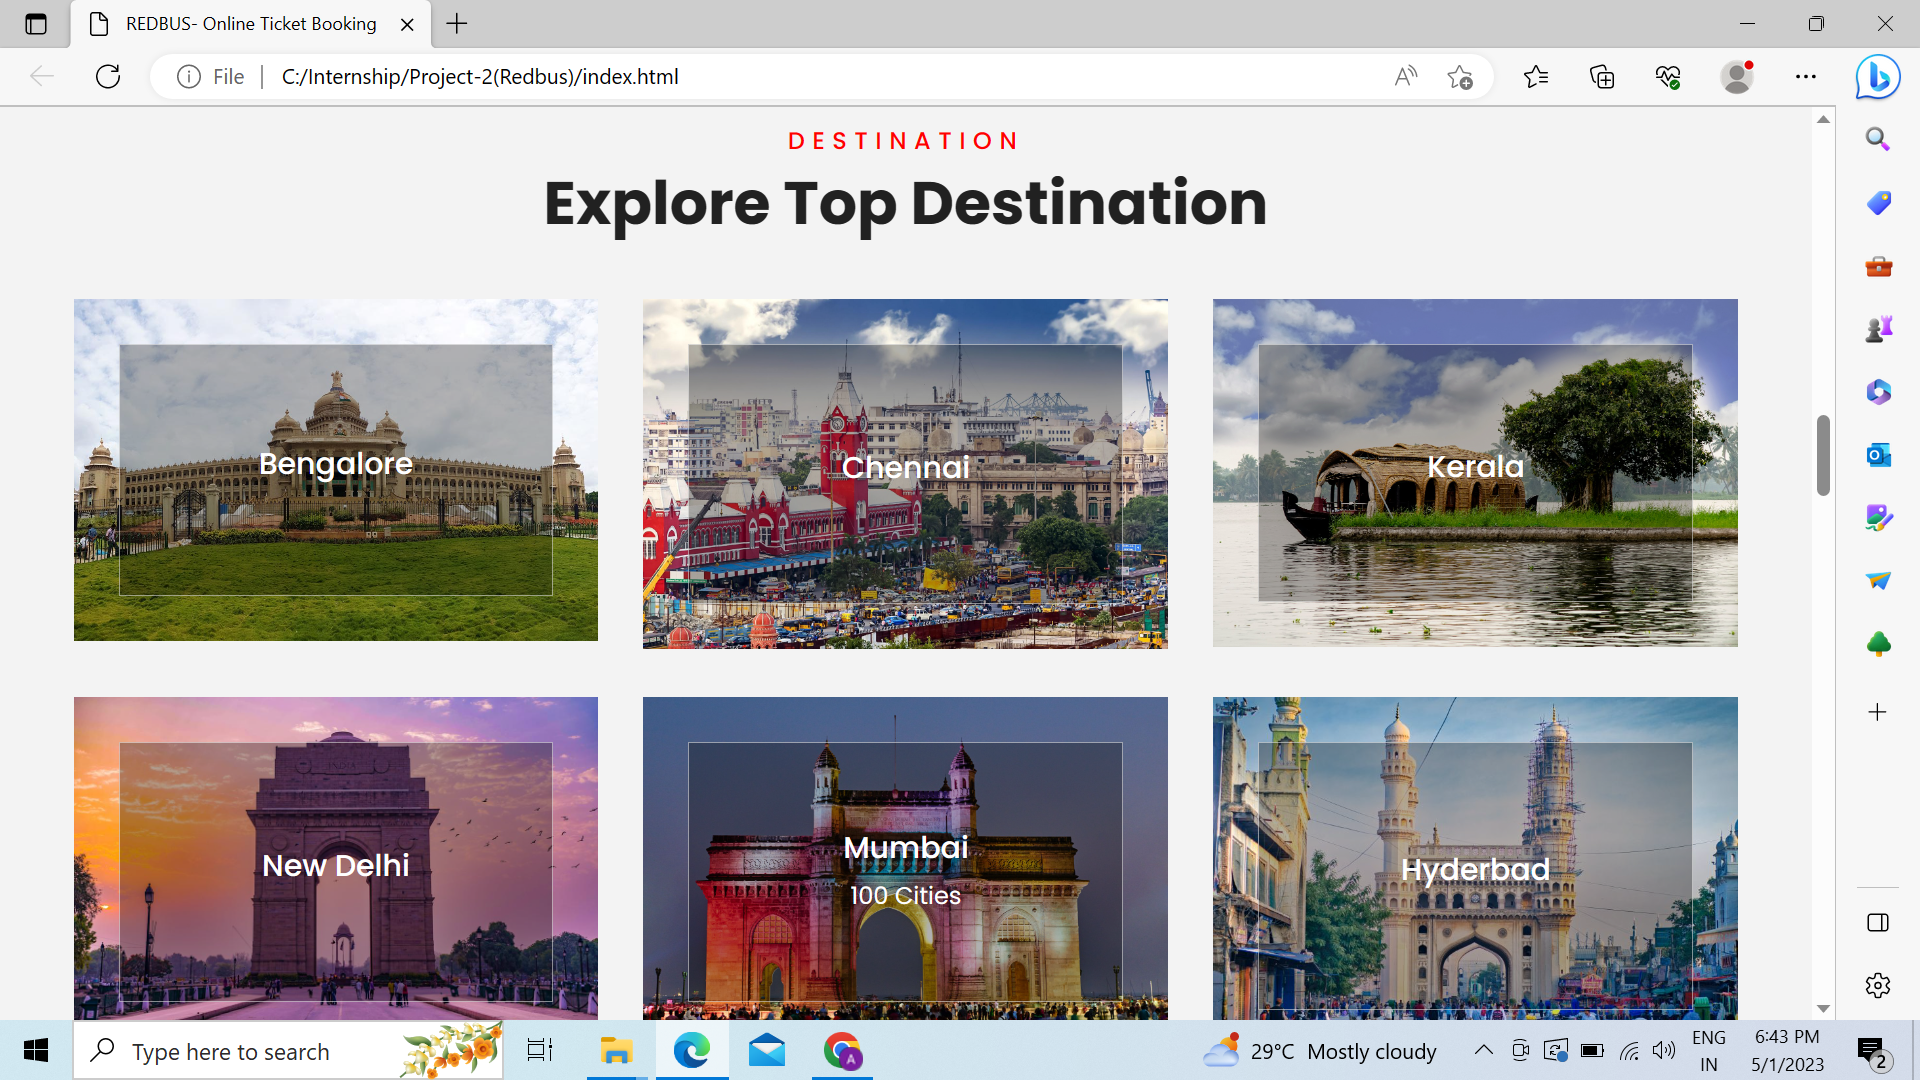 REDBUS- Online Ticket Booking
File
C:/Internship/Project-2(Redbus)/index.html
DESTINATION
Explore Top Destination
Bengalore
Chennai
Kerala
New Delhi
Mumbai
100 Cities
Hyderbad
Type here to search
29°C Mostly cloudy
ENG
IN
6:43 PM
5/1/2023
2